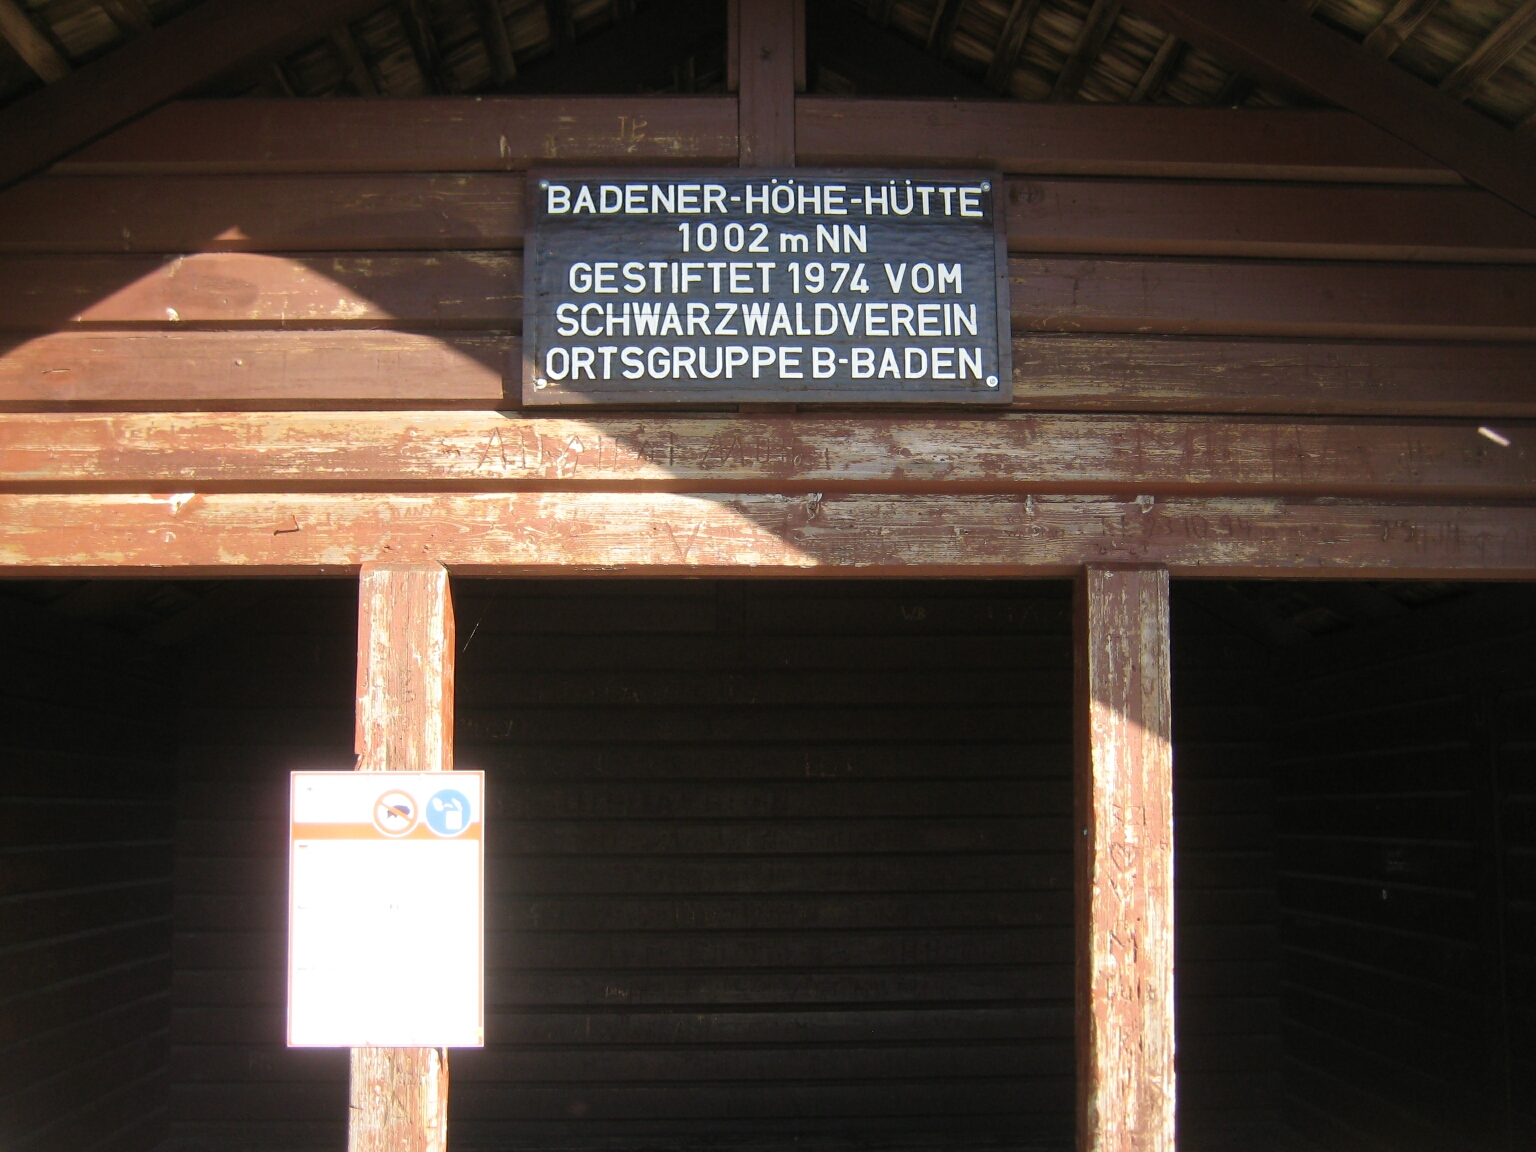 BADENER-HÖHE-HÜTTE
1002 m NN
GESTIFTET 1974 VOM
SCHWARZWALDVEREIN
ORTSGRUPPE B-BADEN